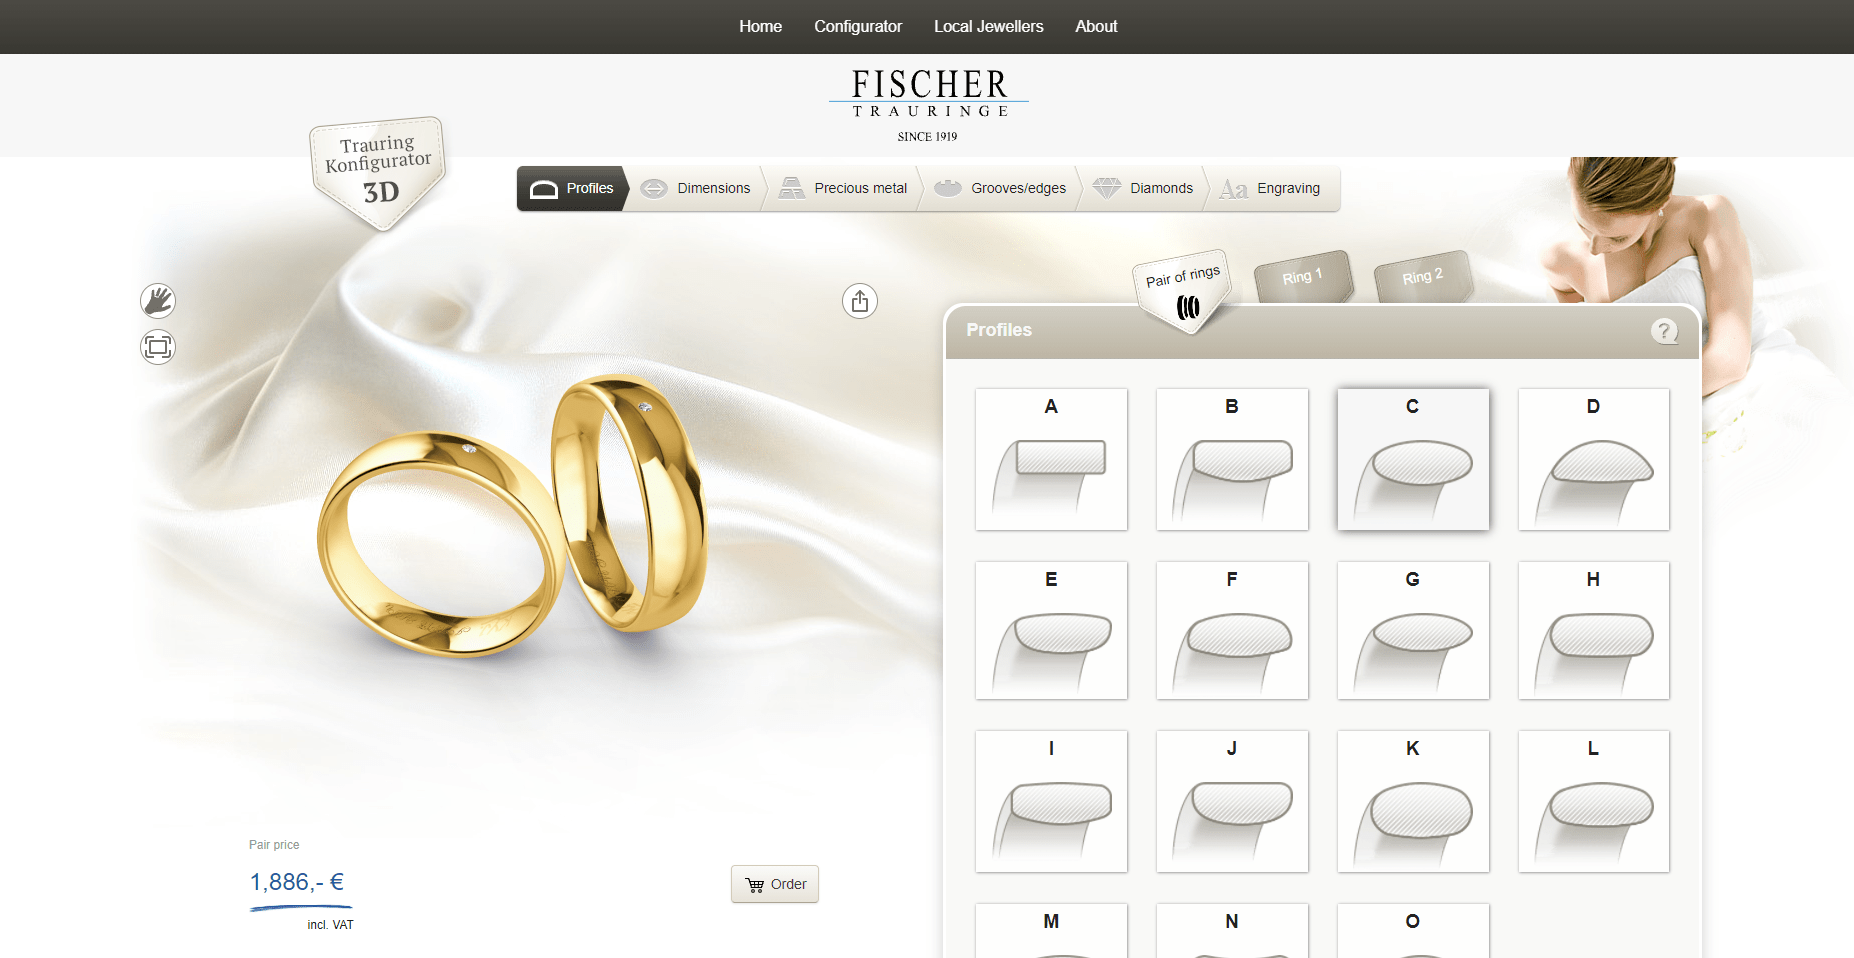 Home
Configurator
Local Jewellers
About
FISCHER
TRAURINGE
SINCE 1919
Trauring
Konfigurator
3D
Profiles
Dimensions
Precious metal
Grooves/edges
Aa
Diamonds
Engraving
Pair of rings
Ring 1
Ring 2
Profiles
?
A
B
C
D
E
F
G
H
I
J
K
L
M
N
O
Pair price
1,886,- €
incl. VAT
Order